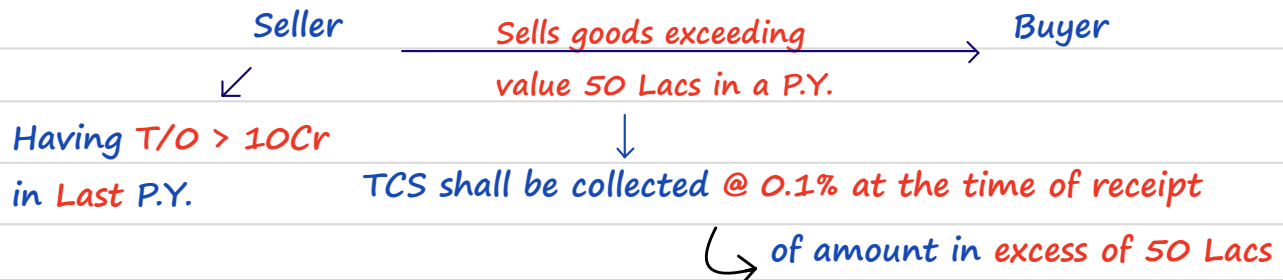 Seller Sells goods exceeding Buyer
value 50 Lacs in a P.Y.
Having T/O > 10Cr
in Last P.Y. TCS shall be collected @ 0.1% at the time of receipt
of amount in excess of 50 Lacs